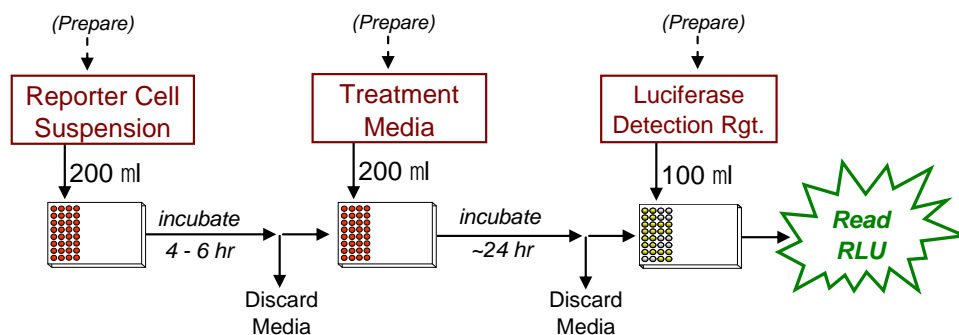 (Prepare)
Reporter Cell
Suspension
200 ml
incubate
4 - 6 hr
Discard
Media
(Prepare)
Treatment
Media
200 ml
incubate
~24 hr
Discard
Media
(Prepare)
Luciferase
Detection Rgt.
100 ml
Read
RLU